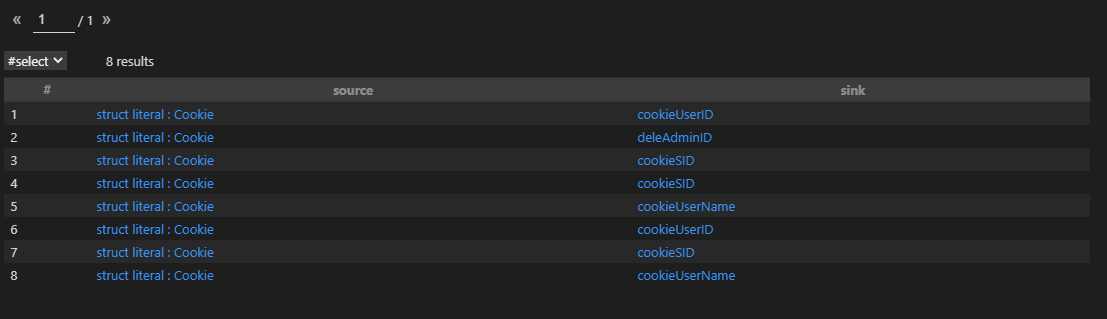 « 1 / 1 »
#select 8 results
# source sink
1 struct literal : Cookie cookieUserID
2 struct literal : Cookie deleAdminID
3 struct literal : Cookie cookieSID
4 struct literal : Cookie cookieSID
5 struct literal : Cookie cookieUserName
6 struct literal : Cookie cookieUserID
7 struct literal : Cookie cookieSID
8 struct literal : Cookie cookieUserName